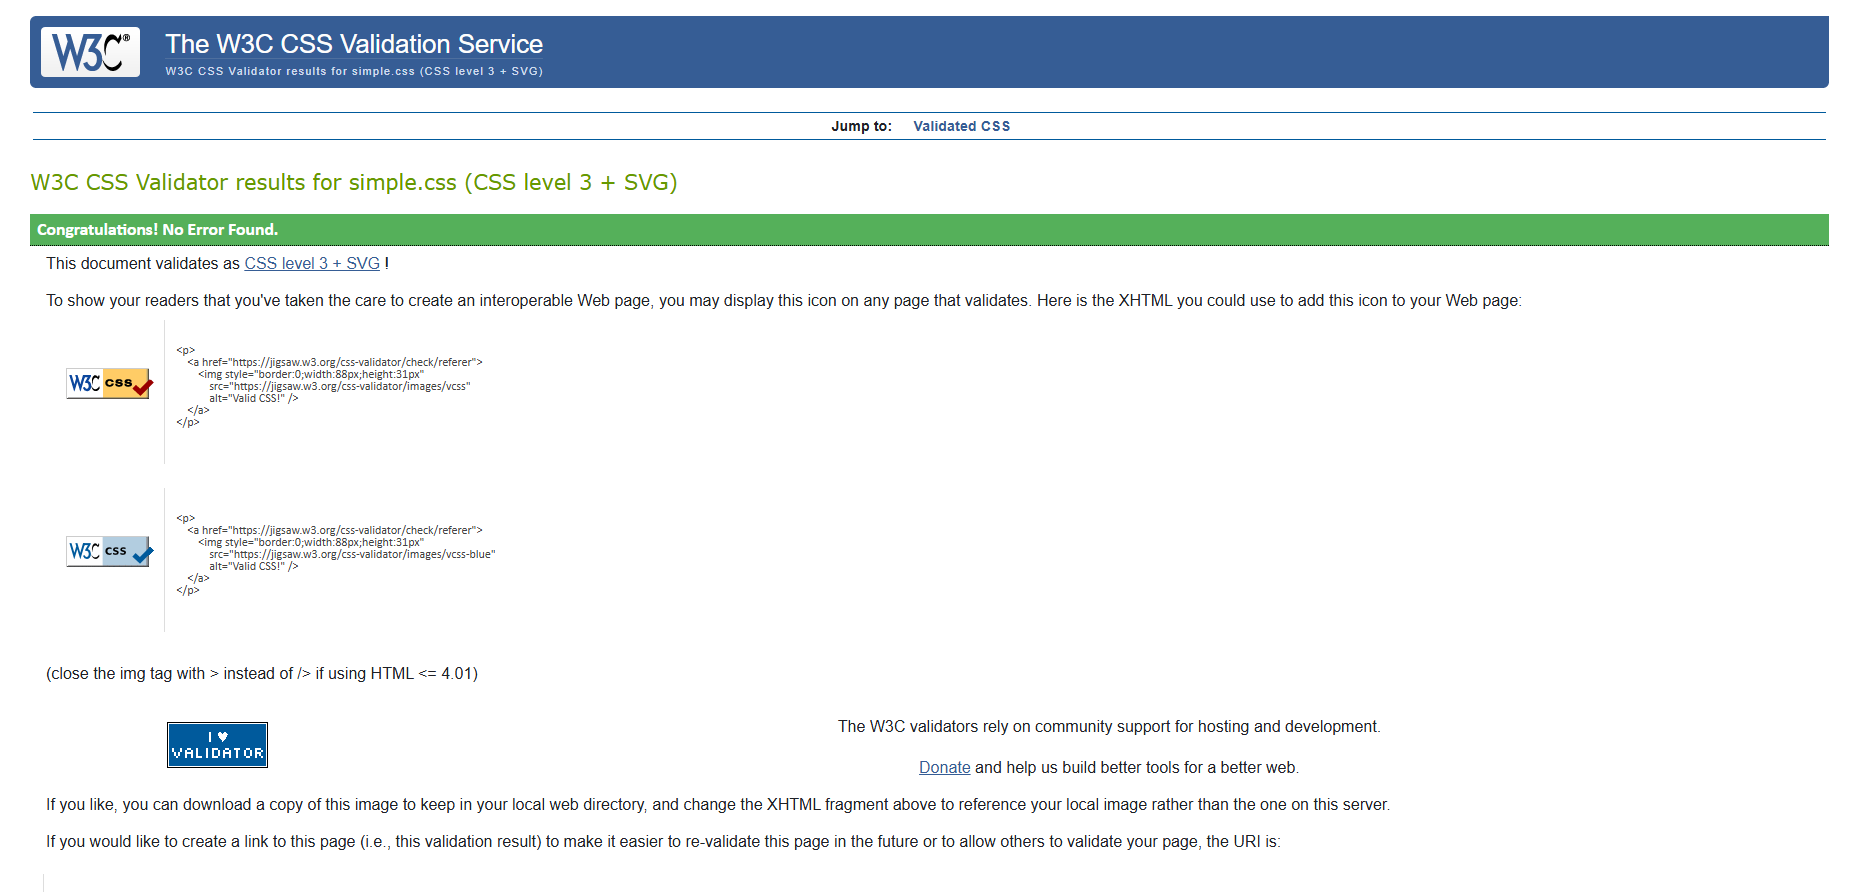 W3C®
The W3C CSS Validation Service
W3C CSS Validator results for simple.css (CSS level 3 + SVG)
Jump to: Validated CSS
W3C CSS Validator results for simple.css (CSS level 3 + SVG)
Congratulations! No Error Found.
This document validates as CSS level 3 + SVG !
To show your readers that you've taken the care to create an interoperable Web page, you may display this icon on any page that validates. Here is the XHTML you could use to add this icon to your Web page:
W3C css
<p>
<a href="https://jigsaw.w3.org/css-validator/check/referer">
<img style="border:0;width:88px;height:31px"
src="https://jigsaw.w3.org/css-validator/images/vcss"
alt="Valid CSS!" />
</a>
</p>
W3C css
<p>
<a href="https://jigsaw.w3.org/css-validator/check/referer">
<img style="border:0;width:88px;height:31px"
src="https://jigsaw.w3.org/css-validator/images/vcss-blue"
alt="Valid CSS!" />
</a>
</p>
(close the img tag with > instead of /> if using HTML <= 4.01)
I ♥
VALIDATOR
The W3C validators rely on community support for hosting and development.
Donate and help us build better tools for a better web.
If you like, you can download a copy of this image to keep in your local web directory, and change the XHTML fragment above to reference your local image rather than the one on this server.
If you would like to create a link to this page (i.e., this validation result) to make it easier to re-validate this page in the future or to allow others to validate your page, the URI is: